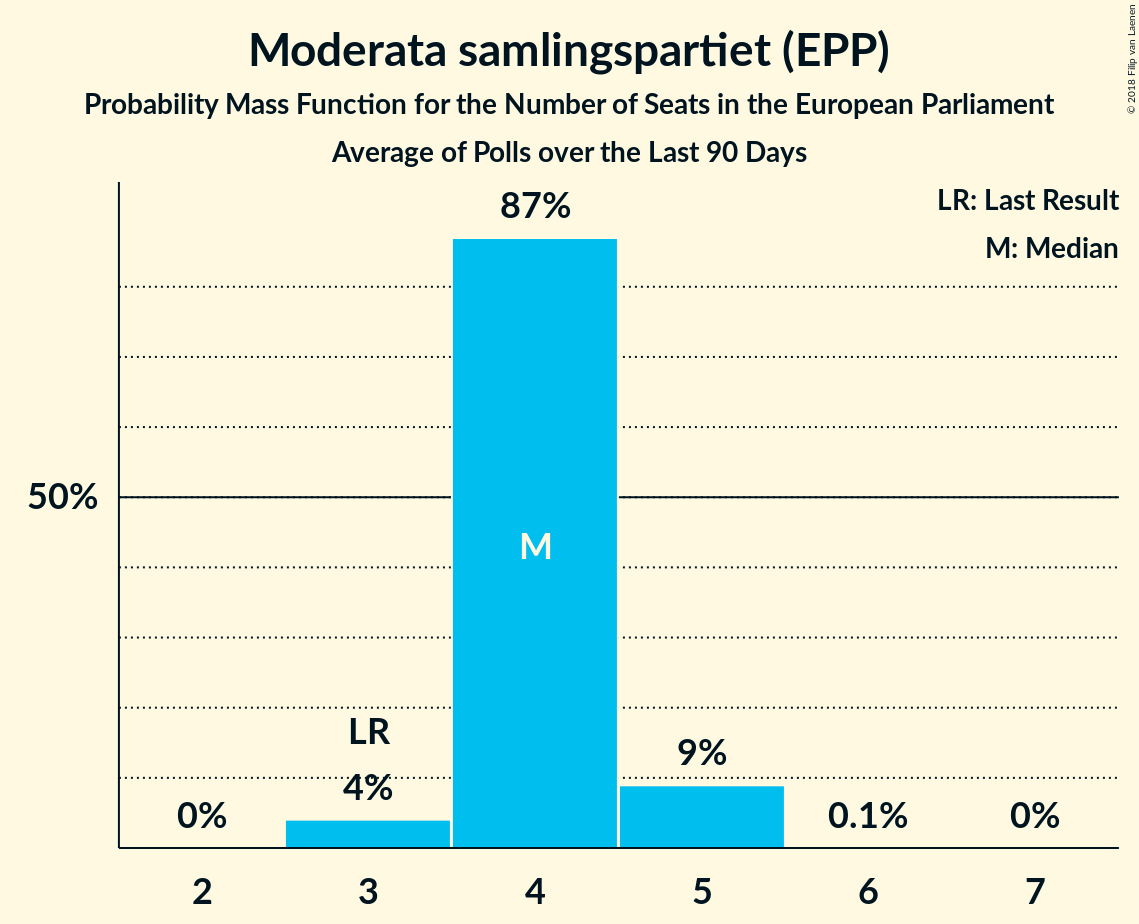 Moderata samlingspartiet (EPP)
Probability Mass Function for the Number of Seats in the European Parliament
Average of Polls over the Last 90 Days
© 2018 Filip van Laenen
LR: Last Result
M: Median
87%
50%
M
LR
4%
9%
0%
0.1%
0%
2 3 4 5 6 7